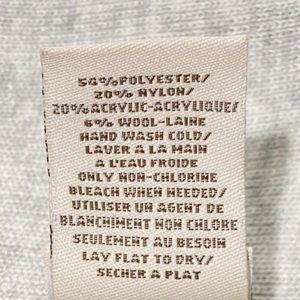 54% POLYESTER/
20% NYLON/
20% ACRYLIC-ACRYLIQUE/
6% WOOL-LAINE
HAND WASH COLD/
LAVER A LA MAIN
A L'EAU FROIDE
ONLY NON-CHLORINE
BLEACH WHEN NEEDED/
UTILISER UN AGENT DE
BLANCHIMENT NON CHLORE
SEULEMENT AU BESOIN
LAY FLAT TO DRY/
SECHER A PLAT